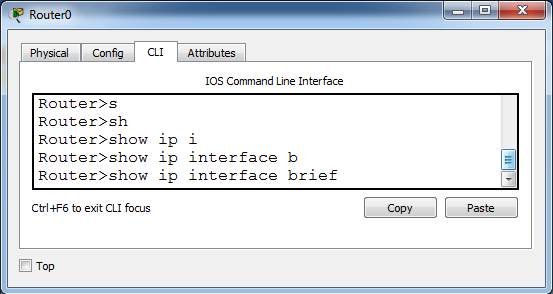 Router0
Physical Config CLI Attributes
IOS Command Line Interface
Router>s
Router>sh
Router>show ip i
Router>show ip interface b
Router>show ip interface brief
Ctrl+F6 to exit CLI focus
Copy Paste
Top